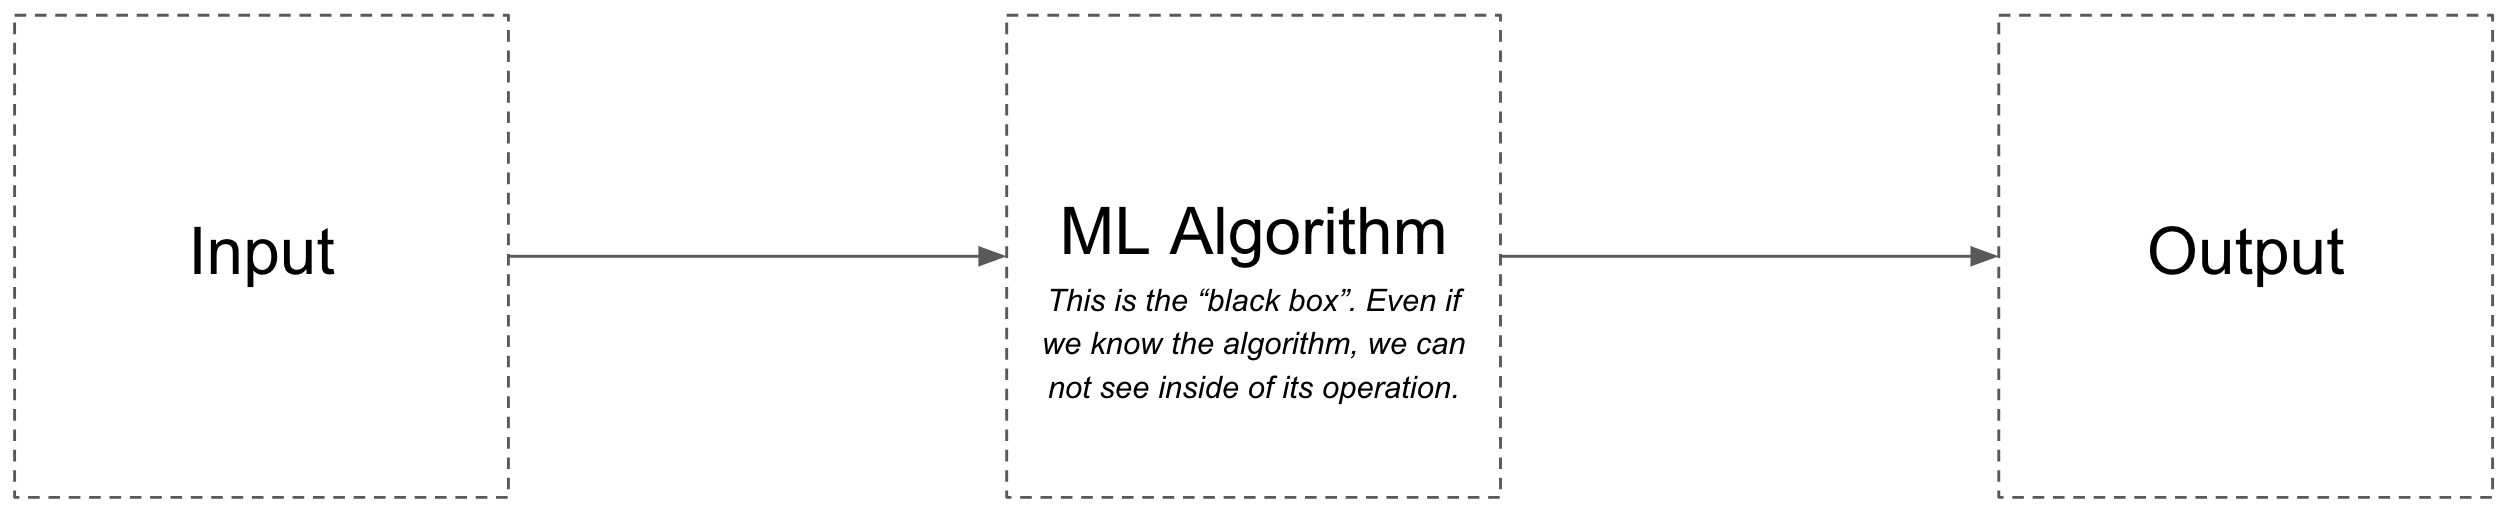 Input
ML Algorithm
This is the “black box”. Even if
we know the algorithm, we can
not see inside of its operation.
Output